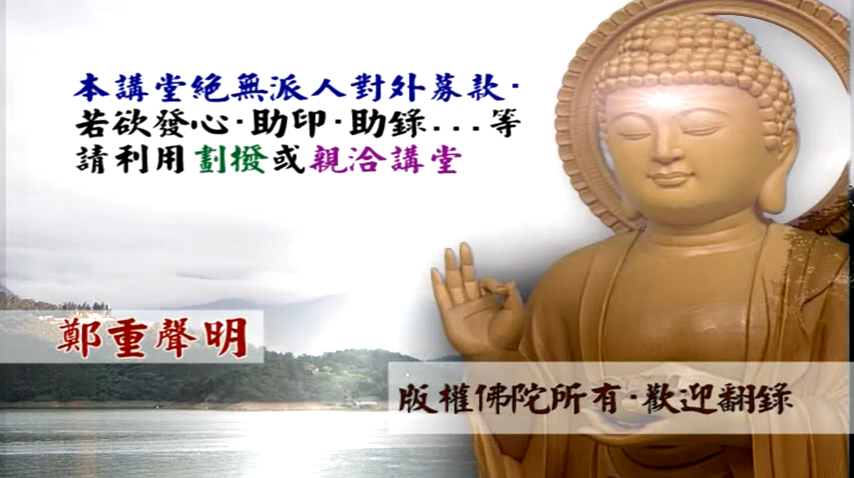 本講堂絕無派人對外募款·
若欲發心·助印·助錄...等
請利用劃撥或親洽講堂
鄭重聲明
版權佛陀所有·歡迎翻錄